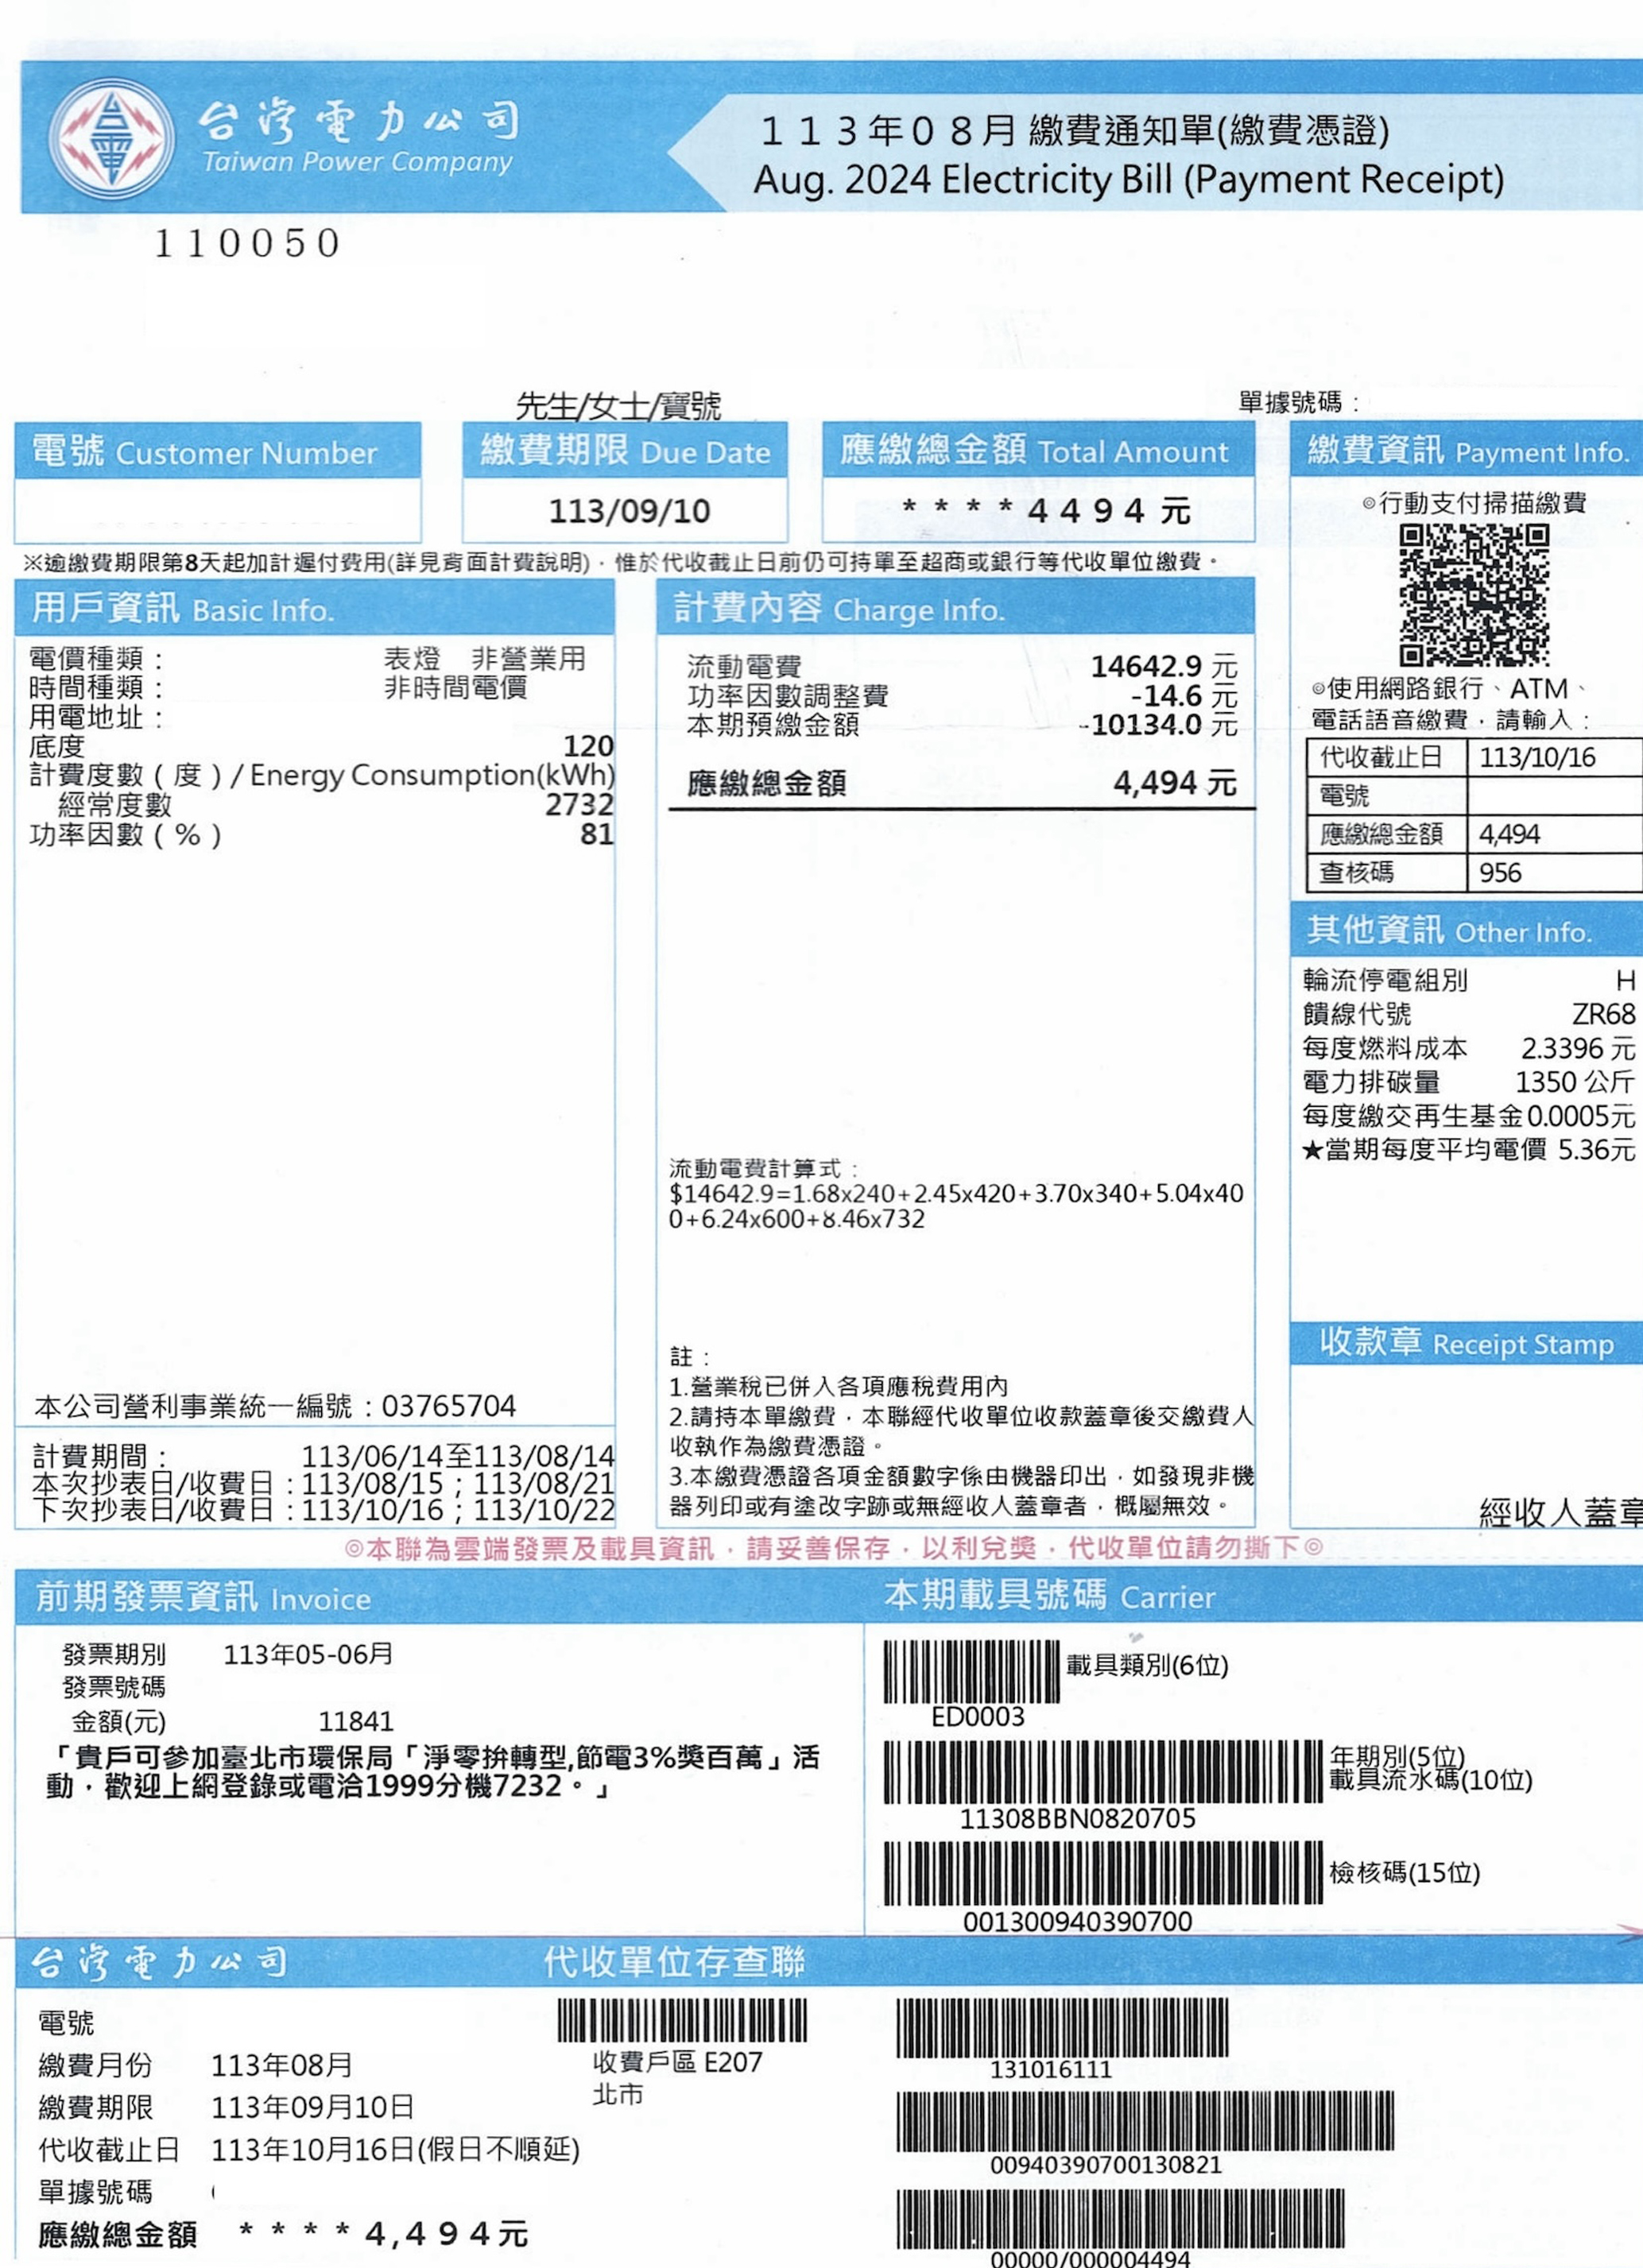 台灣電力公司
Taiwan Power Company
１１３年０８月 繳費通知單(繳費憑證)
Aug. 2024 Electricity Bill (Payment Receipt)
110050
先生/女士/寶號
單據號碼：
電號 Customer Number
繳費期限 Due Date
113/09/10
應繳總金額 Total Amount
＊＊＊＊４４９４元
※逾繳費期限第8天起加計遲付費用(詳見背面計費說明)，惟於代收截止日前仍可持單至超商或銀行等代收單位繳費。
用戶資訊 Basic Info.
電價種類： 表燈　非營業用
時間種類： 非時間電價
用電地址：
底度 120
計費度數（度）/ Energy Consumption(kWh)
經常度數 2732
功率因數（％） 81
本公司營利事業統一編號：03765704
計費期間： 113/06/14至113/08/14
本次抄表日/收費日：113/08/15；113/08/21
下次抄表日/收費日：113/10/16；113/10/22
計費內容 Charge Info.
流動電費 14642.9 元
功率因數調整費 -14.6 元
本期預繳金額 -10134.0 元
應繳總金額 4,494 元
流動電費計算式：
$14642.9=1.68x240+2.45x420+3.70x340+5.04x40
0+6.24x600+8.46x732
註：
1.營業稅已併入各項應稅費用內
2.請持本單繳費，本聯經代收單位收款蓋章後交繳費人
收執作為繳費憑證。
3.本繳費憑證各項金額數字係由機器印出，如發現非機
器列印或有塗改字跡或無經收人蓋章者，概屬無效。
繳費資訊 Payment Info.
◎行動支付掃描繳費
◎使用網路銀行、ATM、
電話語音繳費，請輸入：
代收截止日 113/10/16
電號
應繳總金額 4,494
查核碼 956
其他資訊 Other Info.
輪流停電組別 H
饋線代號 ZR68
每度燃料成本 2.3396 元
電力排碳量 1350 公斤
每度繳交再生基金0.0005元
★當期每度平均電價 5.36元
收款章 Receipt Stamp
經收人蓋章
◎本聯為雲端發票及載具資訊，請妥善保存，以利兌獎，代收單位請勿撕下◎
前期發票資訊 Invoice
發票期別 113年05-06月
發票號碼
金額(元) 11841
「貴戶可參加臺北市環保局「淨零拚轉型,節電3%獎百萬」活
動，歡迎上網登錄或電洽1999分機7232。」
本期載具號碼 Carrier
載具類別(6位)
ED0003
年期別(5位)
載具流水碼(10位)
11308BBN0820705
檢核碼(15位)
001300940390700
台灣電力公司
代收單位存查聯
電號
繳費月份 113年08月
繳費期限 113年09月10日
代收截止日 113年10月16日(假日不順延)
單據號碼
應繳總金額 ＊＊＊＊4,494元
收費戶區 E207
北市
131016111
00940390700130821
00000/000004494